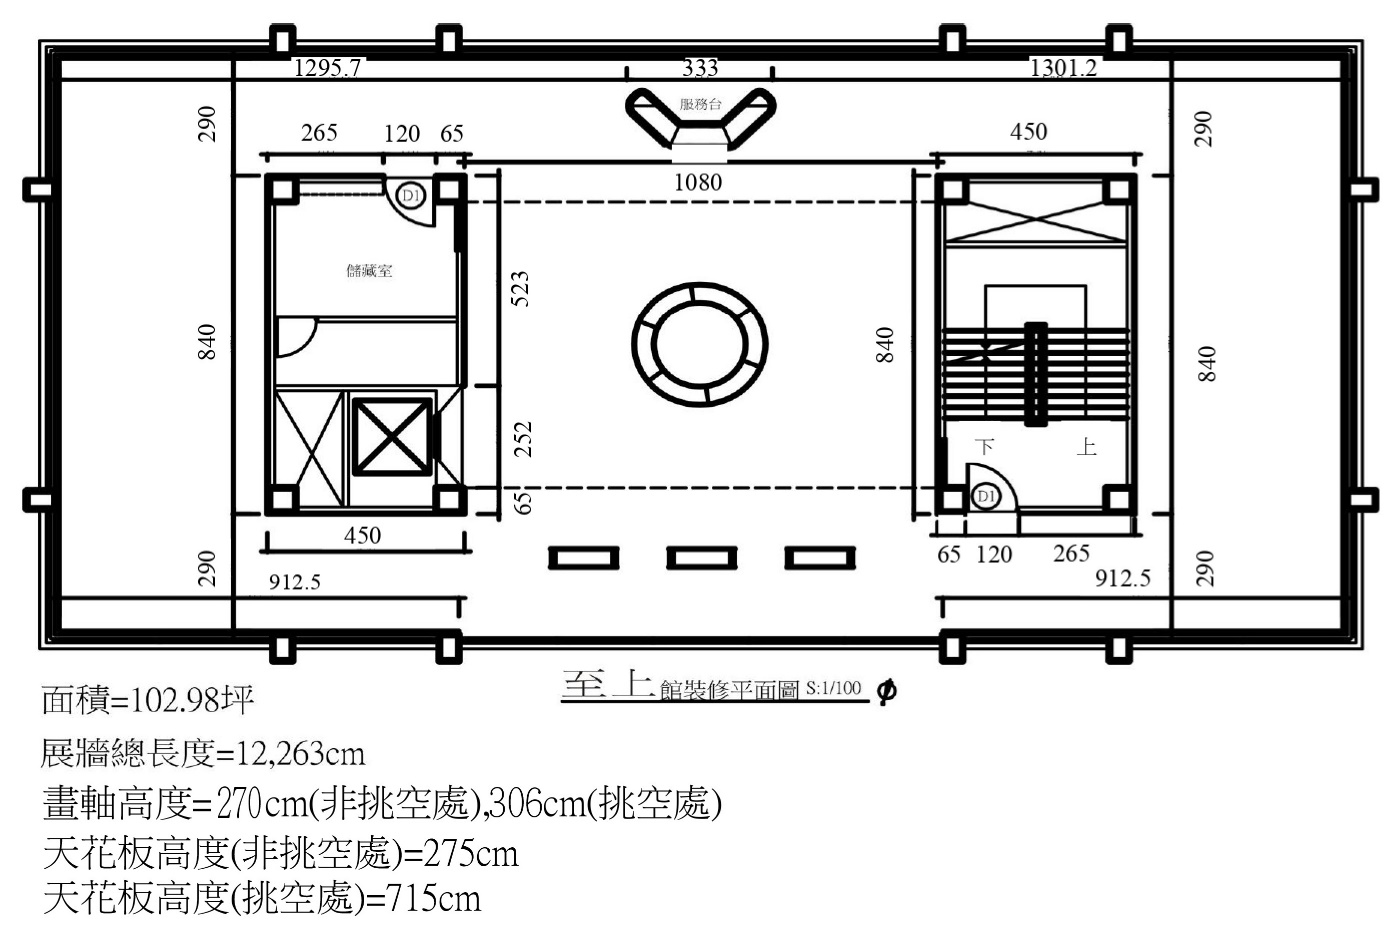 1295.7
333
1301.2
服務台
290
265
120
65
450
290
1080
D1
儲藏室
523
840
840
840
252
下
上
65
D1
450
65
120
265
290
912.5
912.5
290
至上館裝修平面圖 S:1/100
面積=102.98坪
展牆總長度=12,263cm
畫軸高度=270cm(非挑空處),306cm(挑空處)
天花板高度(非挑空處)=275cm
天花板高度(挑空處)=715cm